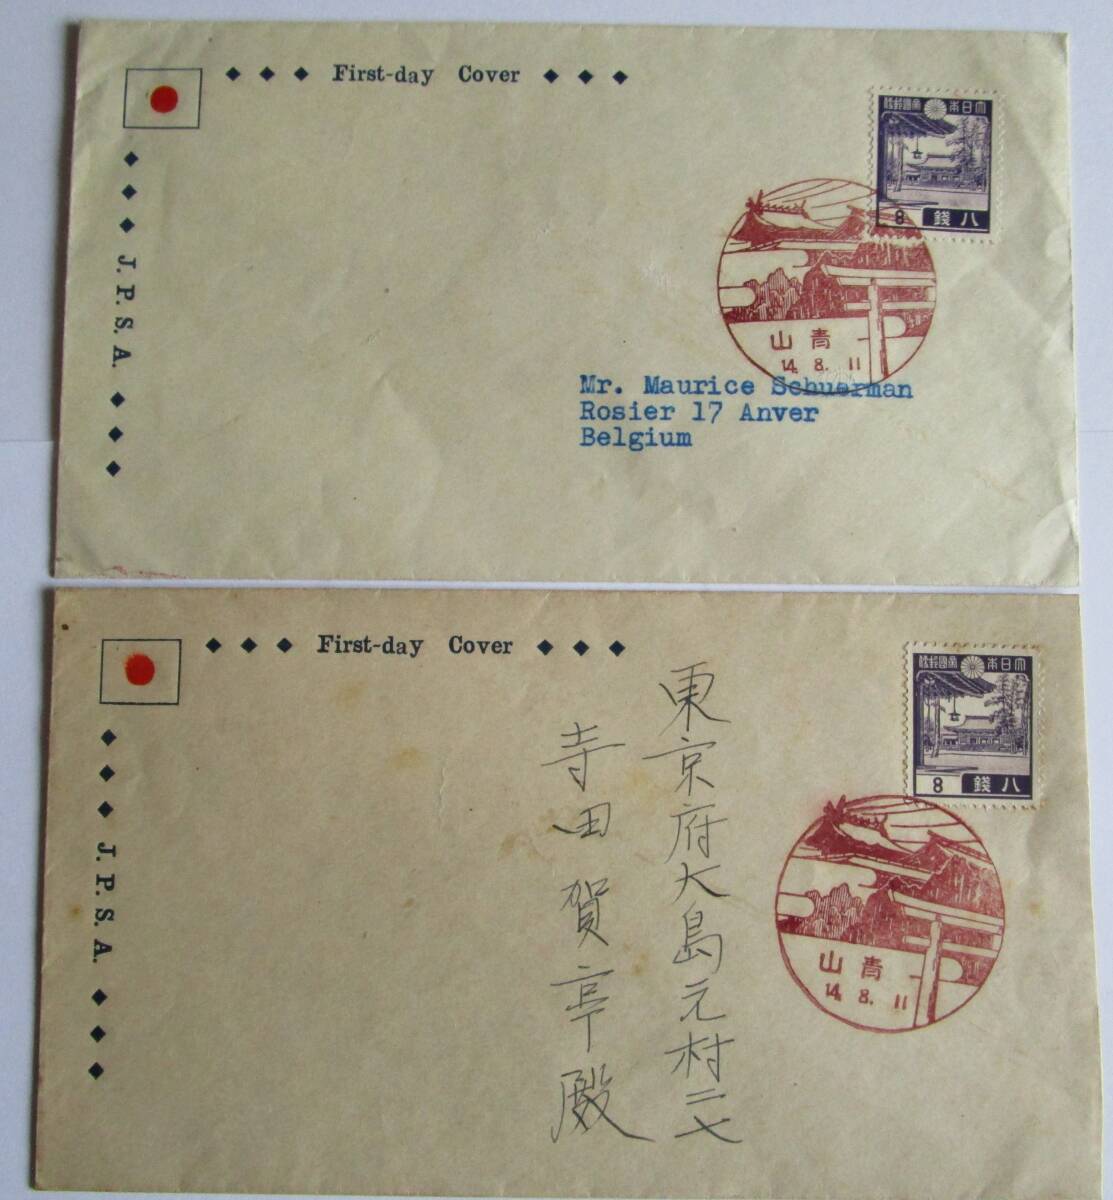 ◆ ◆ ◆ First-day Cover ◆ ◆ ◆
◆ ◆ ◆ J. P. S. A. ◆ ◆ ◆
大日本帝國郵便
八錢 8
青山
14. 8. 11
Mr. Maurice Schuerman
Rosier 17 Anver
Belgium
◆ ◆ ◆ First-day Cover ◆ ◆ ◆
◆ ◆ ◆ J. P. S. A. ◆ ◆ ◆
大日本帝國郵便
八錢 8
青山
14. 8. 11
東京府大島元村二七
寺田賀亭殿